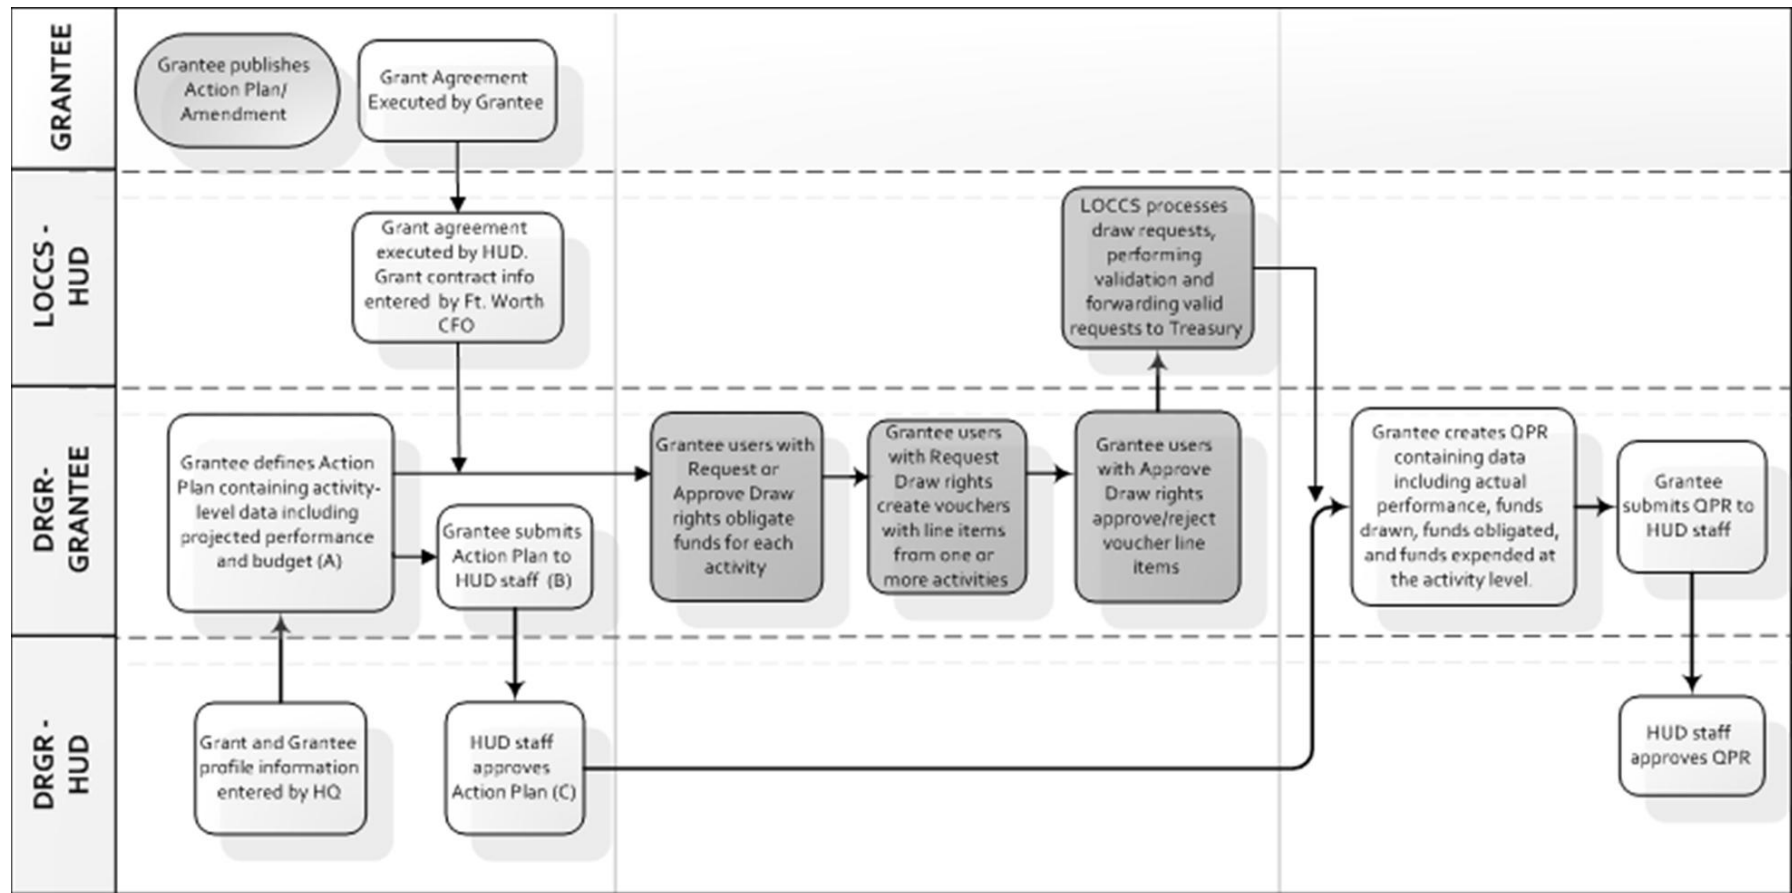 GRANTEE
Grantee publishes
Action Plan/
Amendment
Grant Agreement
Executed by Grantee
LOCCS -
HUD
Grant agreement
executed by HUD.
Grant contract info
entered by Ft. Worth
CFO
LOCCS processes
draw requests,
performing
validation and
forwarding valid
requests to Treasury
DRGR-
GRANTEE
Grantee defines Action
Plan containing activity-
level data including
projected performance
and budget (A)
Grantee submits
Action Plan to
HUD staff (B)
Grantee users with
Request or
Approve Draw
rights obligate
funds for each
activity
Grantee users
with Request
Draw rights
create vouchers
with line items
from one or
more activities
Grantee users
with Approve
Draw rights
approve/reject
voucher line
items
Grantee creates QPR
containing data
including actual
performance, funds
drawn, funds obligated,
and funds expended at
the activity level.
Grantee
submits QPR to
HUD staff
DRGR -
HUD
Grant and Grantee
profile information
entered by HQ
HUD staff
approves
Action Plan (C)
HUD staff
approves QPR